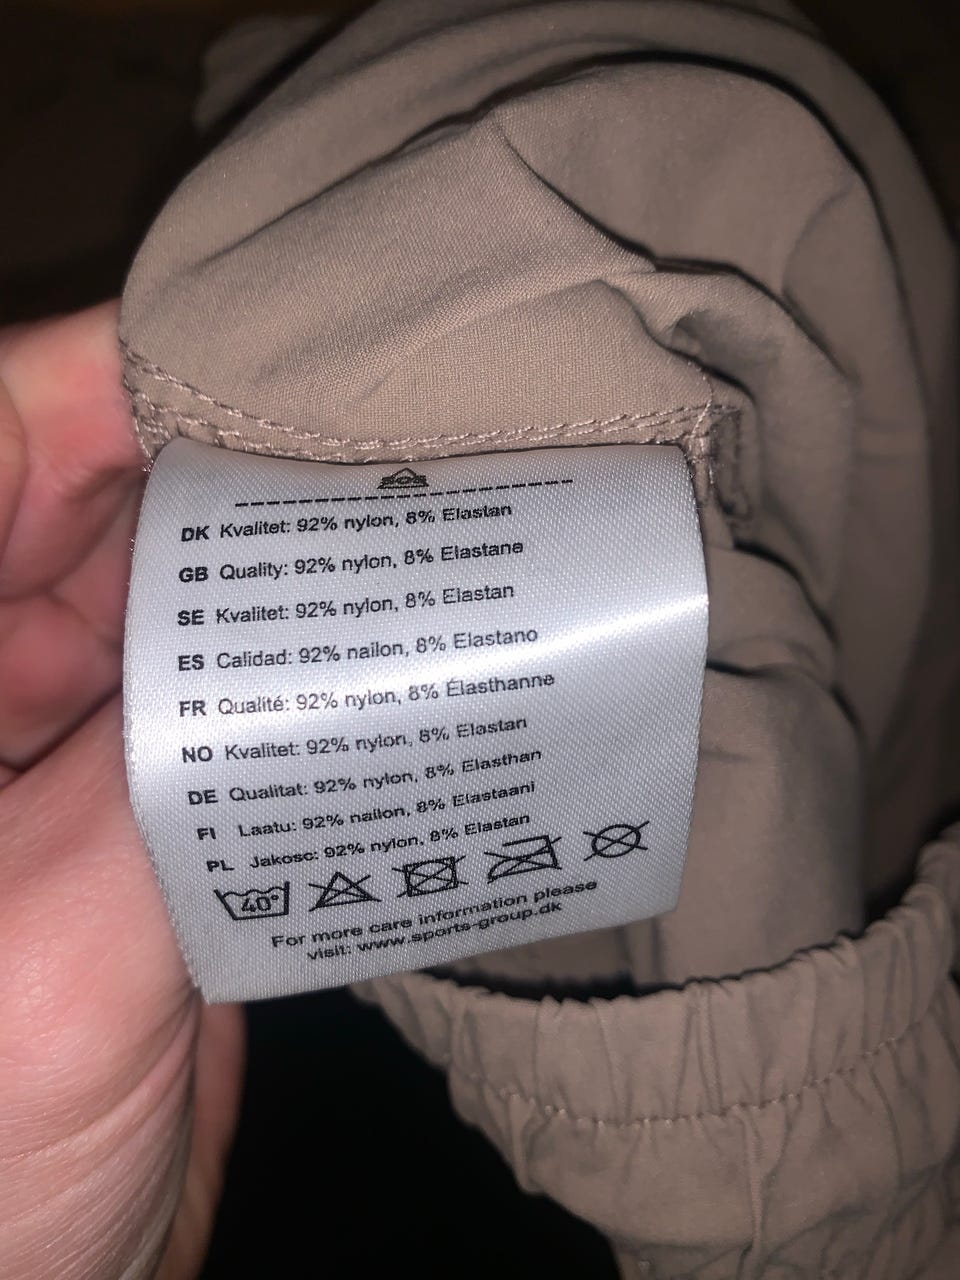 DK Kvalitet: 92% nylon, 8% Elastan
GB Quality: 92% nylon, 8% Elastane
SE Kvalitet: 92% nylon, 8% Elastan
ES Calidad: 92% nailon, 8% Elastano
FR Qualité: 92% nylon, 8% Élasthanne
NO Kvalitet: 92% nylon, 8% Elastan
DE Qualitat: 92% nylon, 8% Elasthan
FI Laatu: 92% nailon, 8% Elastaani
PL Jakosc: 92% nylon, 8% Elastan
40°
For more care information please
visit: www.sports-group.dk